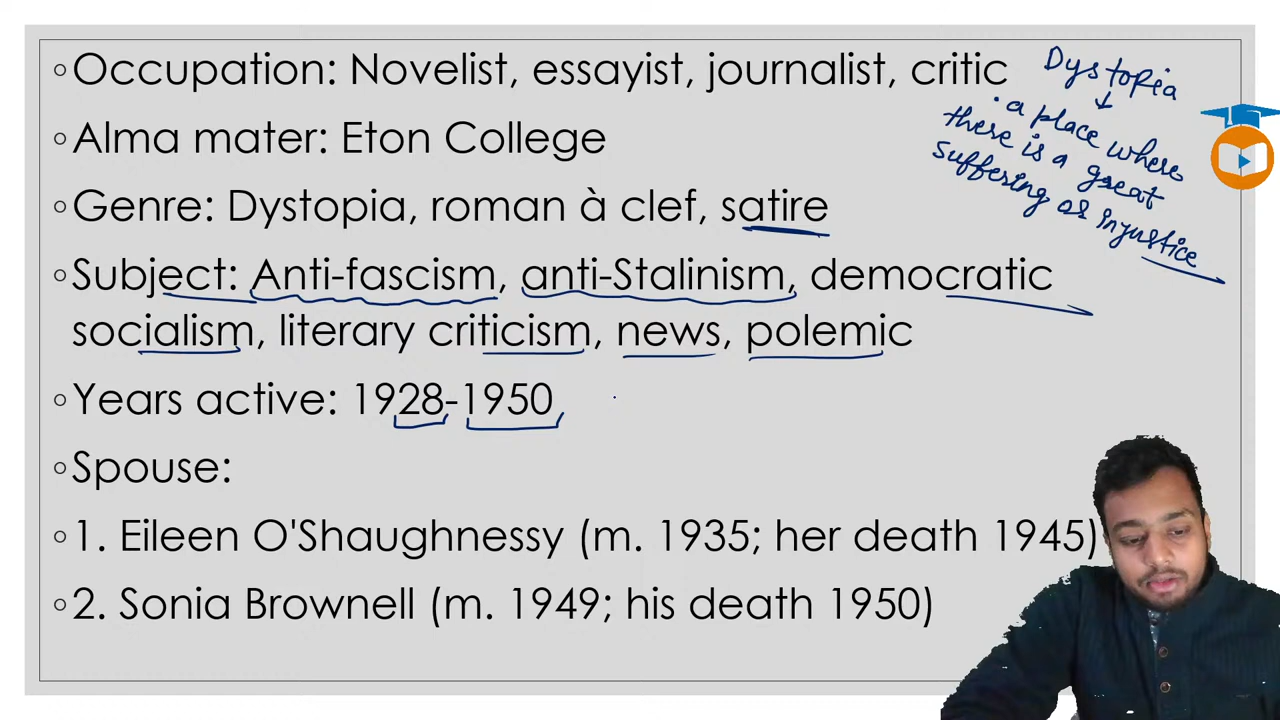 ◦Occupation: Novelist, essayist, journalist, critic
◦Alma mater: Eton College
◦Genre: Dystopia, roman à clef, satire
◦Subject: Anti-fascism, anti-Stalinism, democratic
socialism, literary criticism, news, polemic
◦Years active: 1928-1950
◦Spouse:
◦1. Eileen O'Shaughnessy (m. 1935; her death 1945)
◦2. Sonia Brownell (m. 1949; his death 1950)
Dystopia
↓
• a place where
there is a great
suffering or injustice